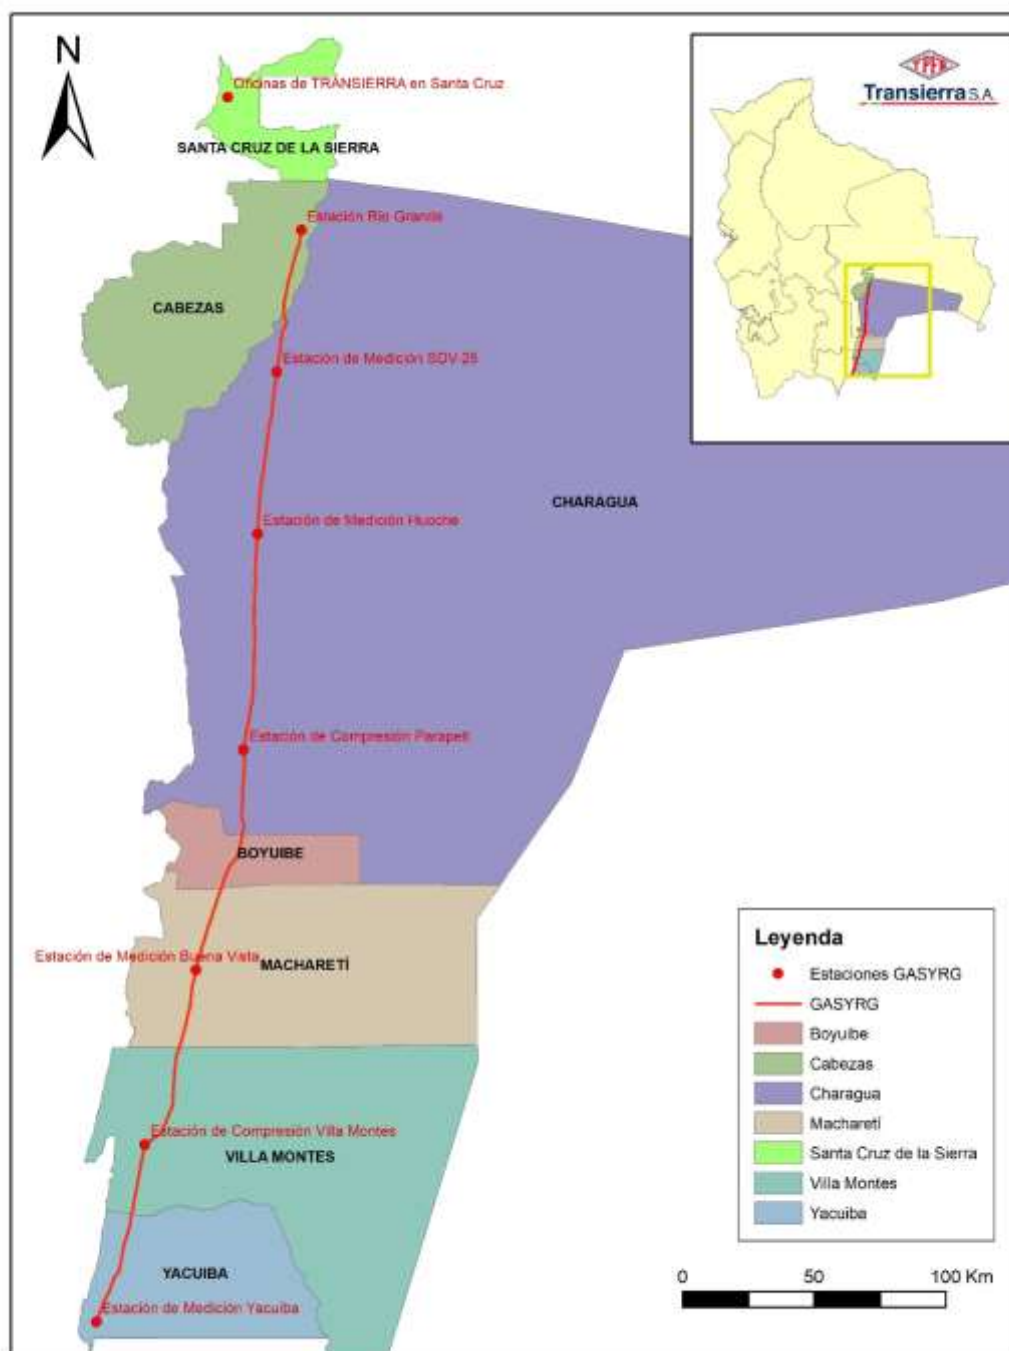 N
YPFB
Transierra S.A.
Oficinas de TRANSIERRA en Santa Cruz
SANTA CRUZ DE LA SIERRA
Estación Río Grande
CABEZAS
Estación de Medición SDV-25
CHARAGUA
Estación de Medición Huoche
Estación de Compresión Parapetí
BOYUIBE
Estación de Medición Buena Vista
MACHARETÍ
Estación de Compresión Villa Montes
VILLA MONTES
YACUIBA
Estación de Medición Yacuiba
Leyenda
Estaciones GASYRG
GASYRG
Boyuibe
Cabezas
Charagua
Macharetí
Santa Cruz de la Sierra
Villa Montes
Yacuiba
0 50 100 Km